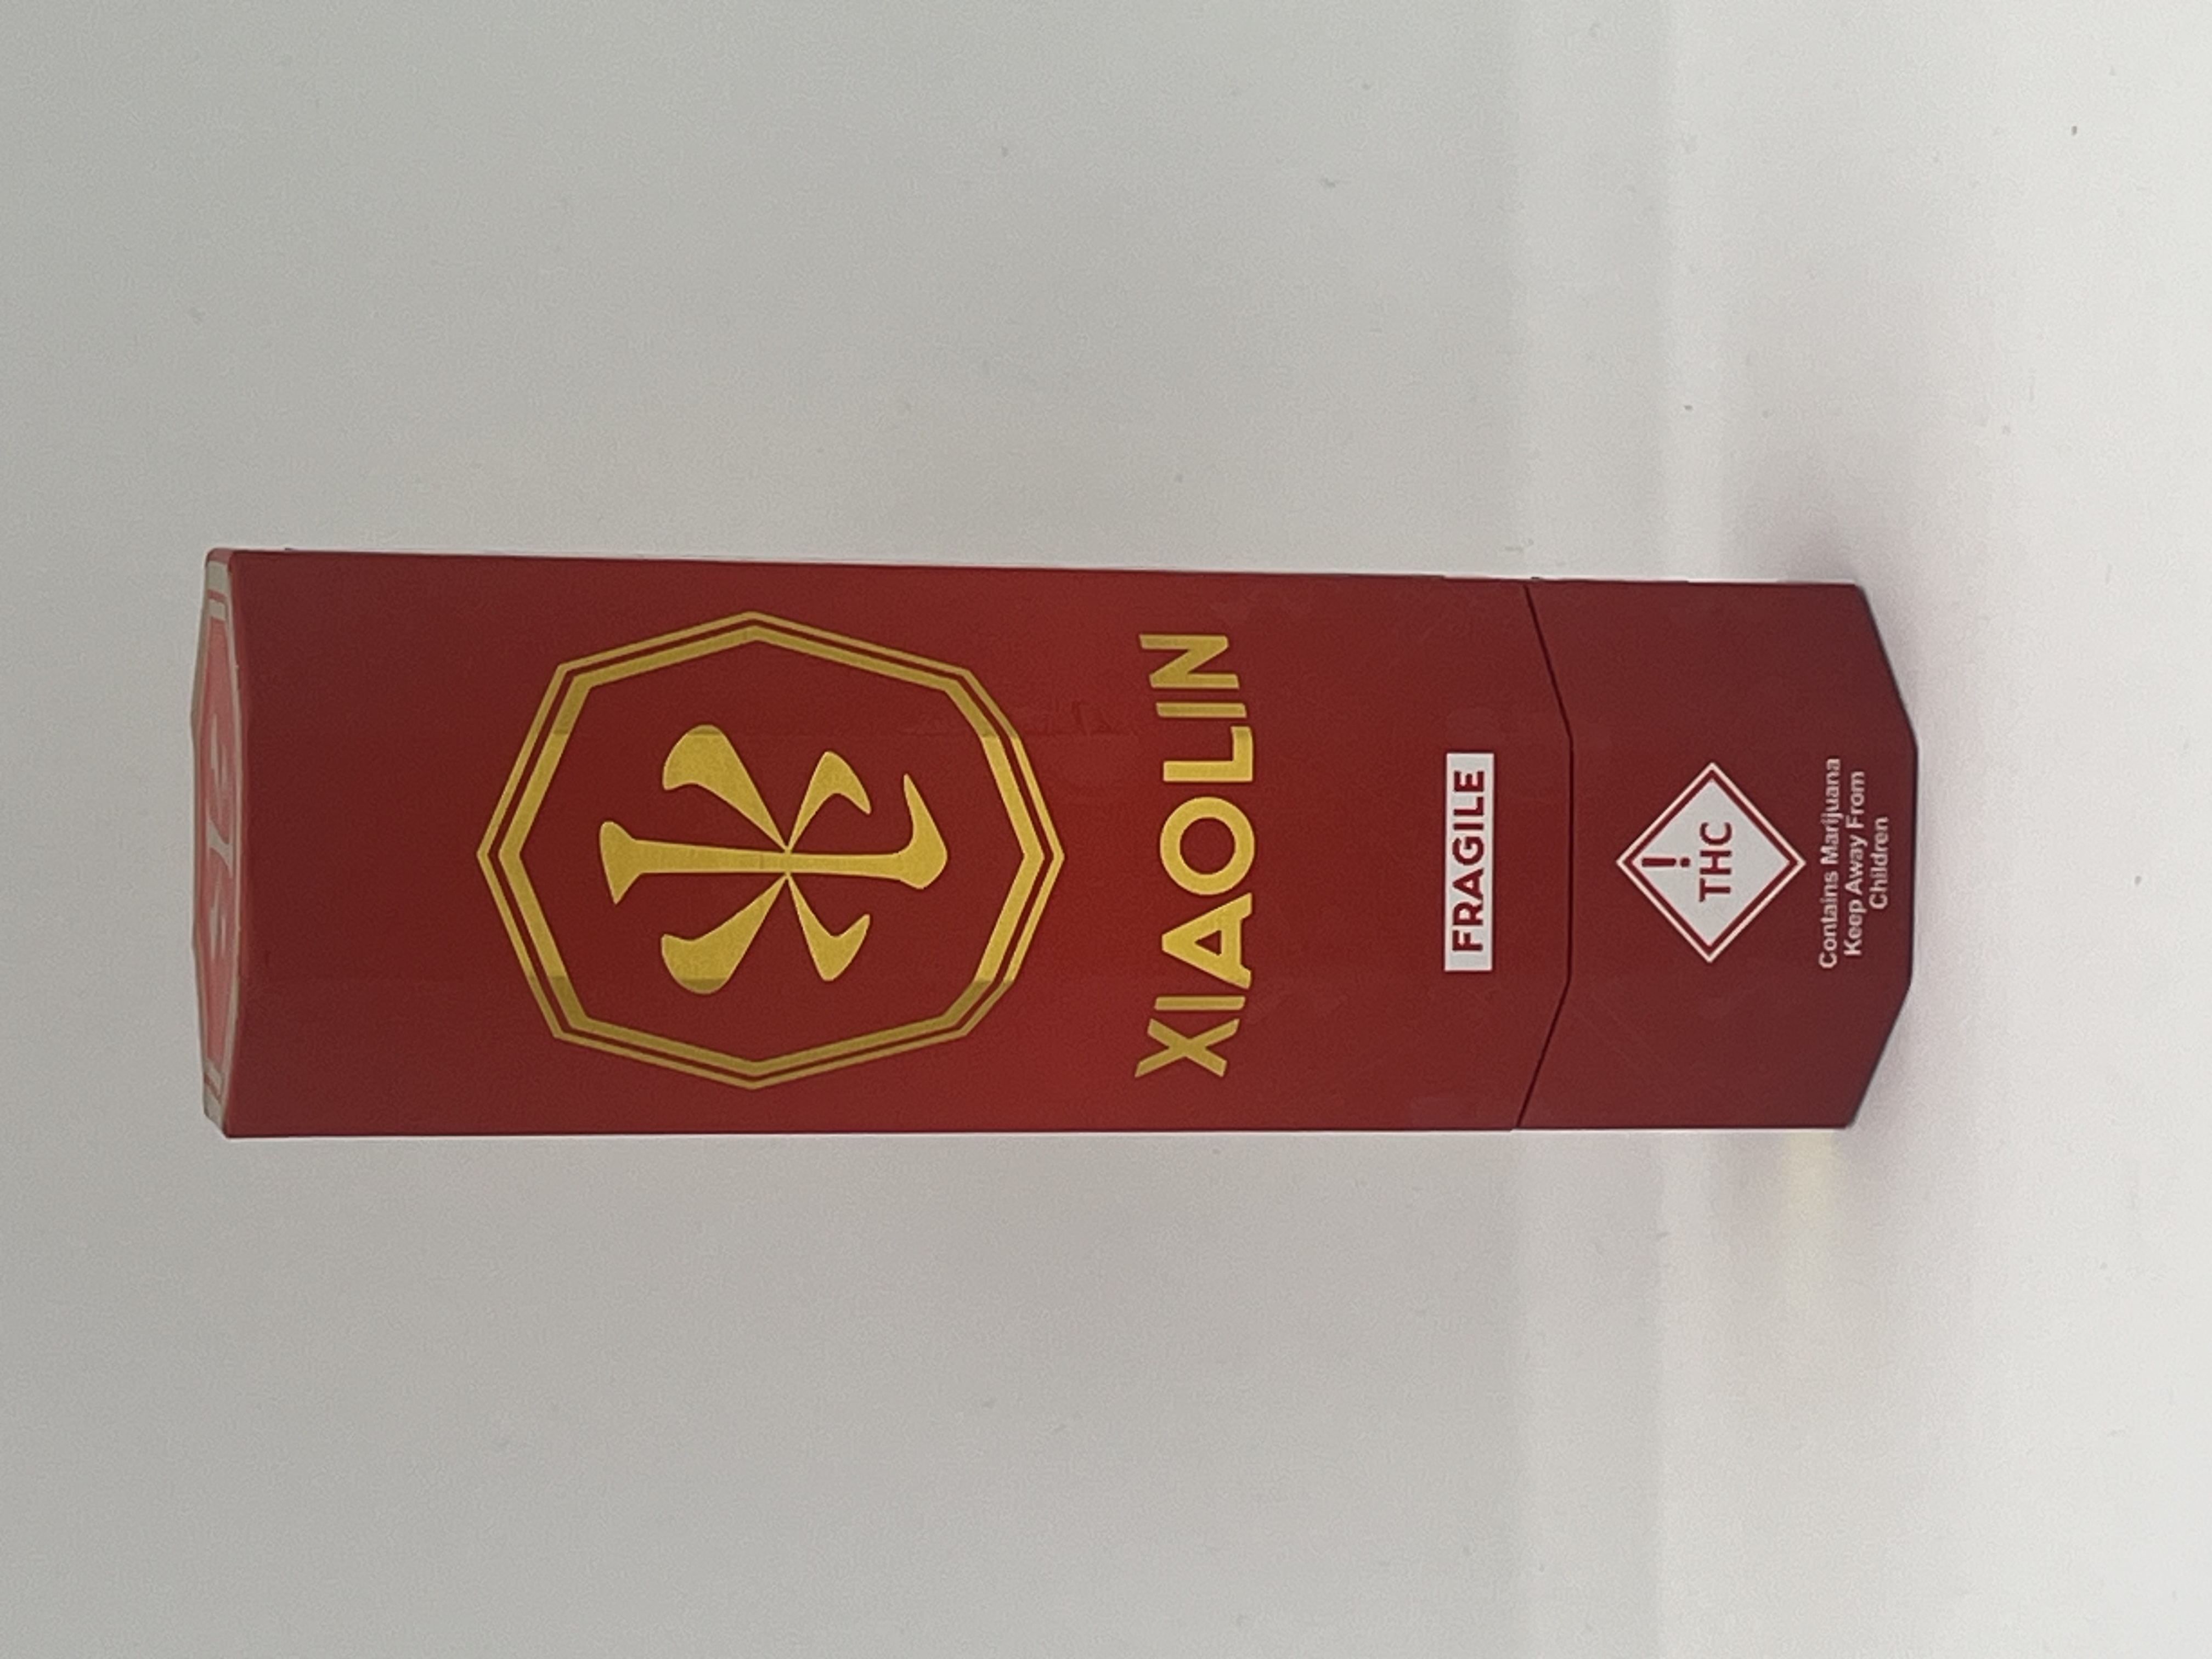 XIAOLIN
FRAGILE
!
THC
Contains Marijuana
Keep Away From
Children